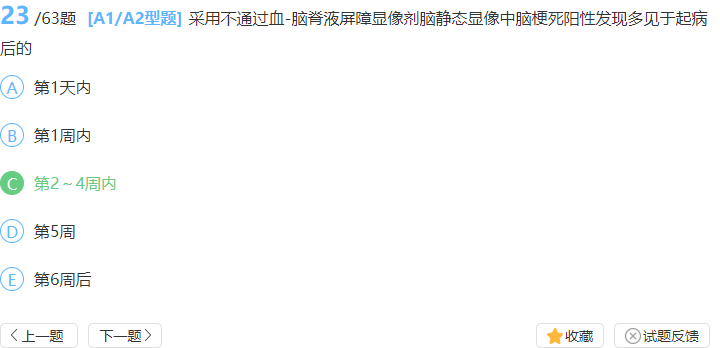 23 /63题 [A1/A2型题] 采用不通过血-脑脊液屏障显像剂脑静态显像中脑梗死阳性发现多见于起病
后的
A 第1天内
B 第1周内
C 第2～4周内
D 第5周
E 第6周后
上一题 下一题 收藏 试题反馈